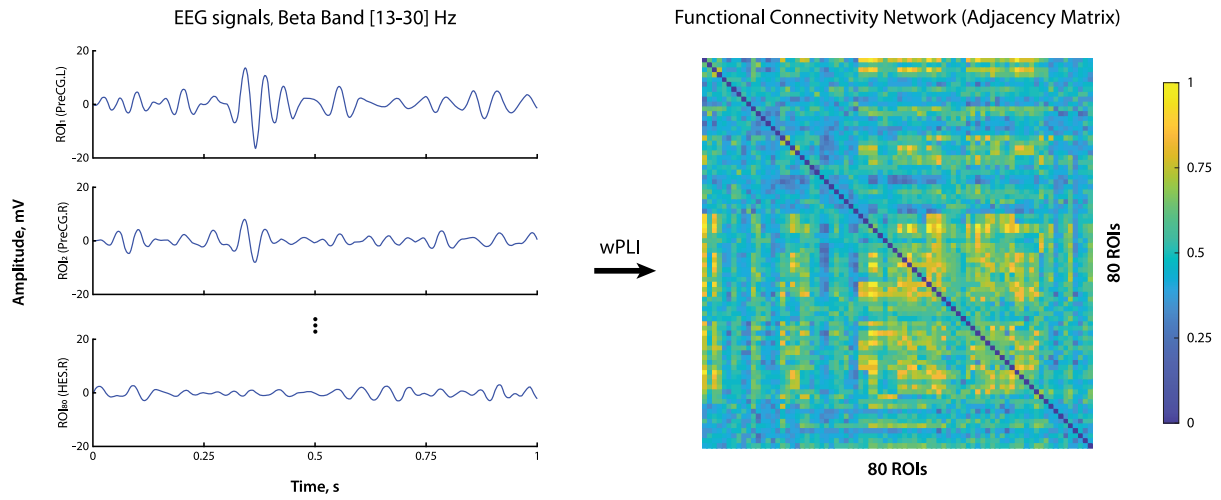 EEG signals, Beta Band [13-30] Hz
20
0
−20
ROI₁ (PreCG.L)
20
0
−20
ROI₂ (PreCG.R)
20
0
−20
ROI₈₀ (HES.R)
Amplitude, mV
0
0.25
0.5
0.75
1
Time, s
wPLI
Functional Connectivity Network (Adjacency Matrix)
80 ROIs
80 ROIs
1
0.75
0.5
0.25
0